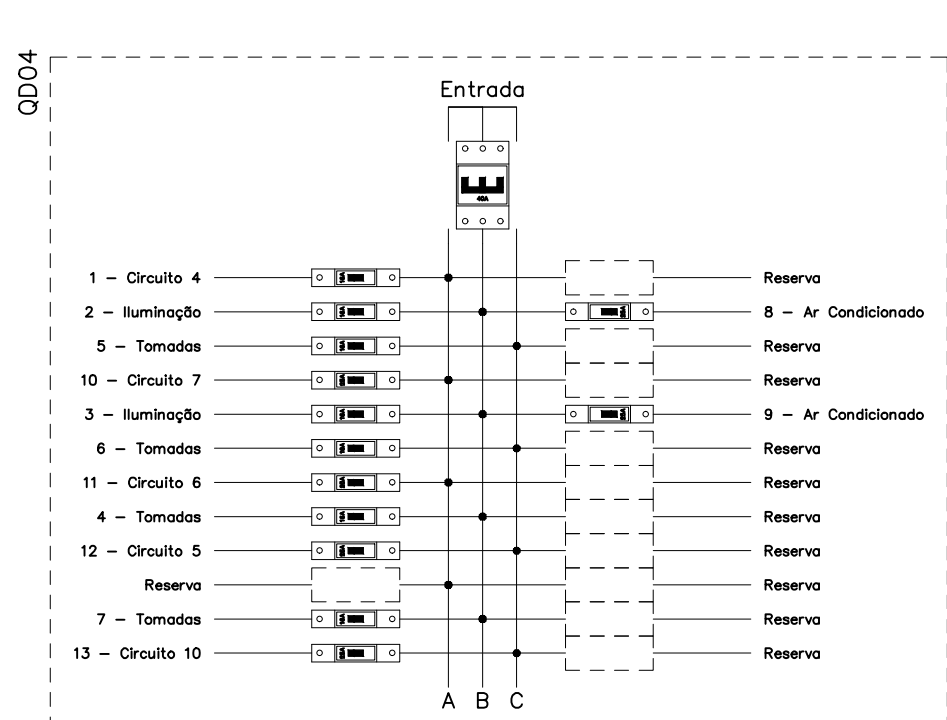 QD04
Entrada
40A
1 - Circuito 4
Reserva
2 - Iluminação
8 - Ar Condicionado
5 - Tomadas
Reserva
10 - Circuito 7
Reserva
3 - Iluminação
9 - Ar Condicionado
6 - Tomadas
Reserva
11 - Circuito 6
Reserva
4 - Tomadas
Reserva
12 - Circuito 5
Reserva
Reserva
Reserva
7 - Tomadas
Reserva
13 - Circuito 10
Reserva
A B C